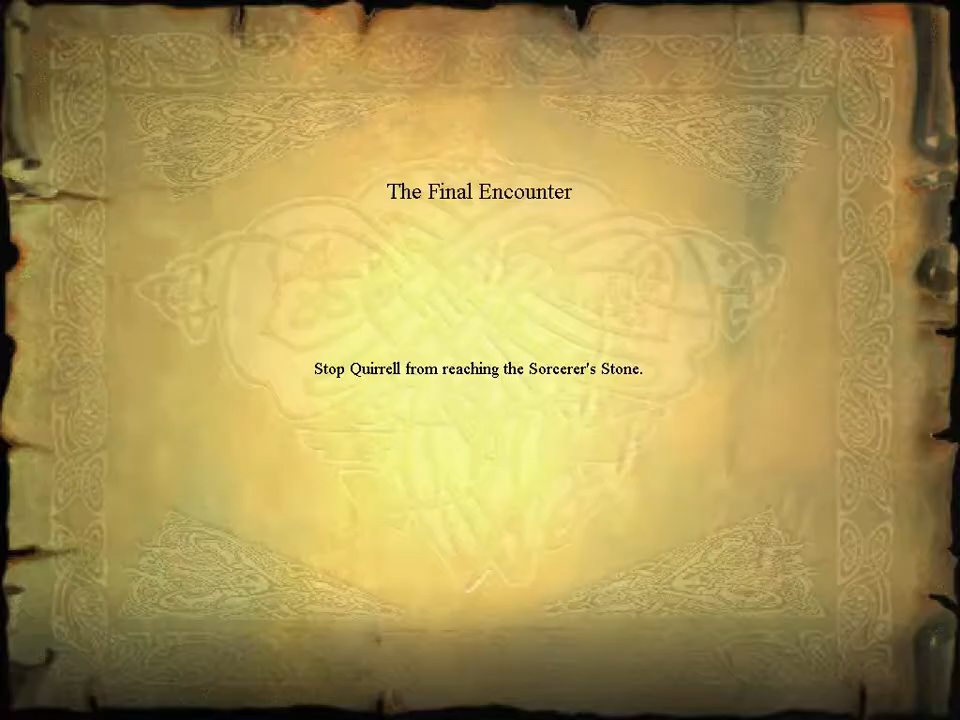 The Final Encounter
Stop Quirrell from reaching the Sorcerer's Stone.